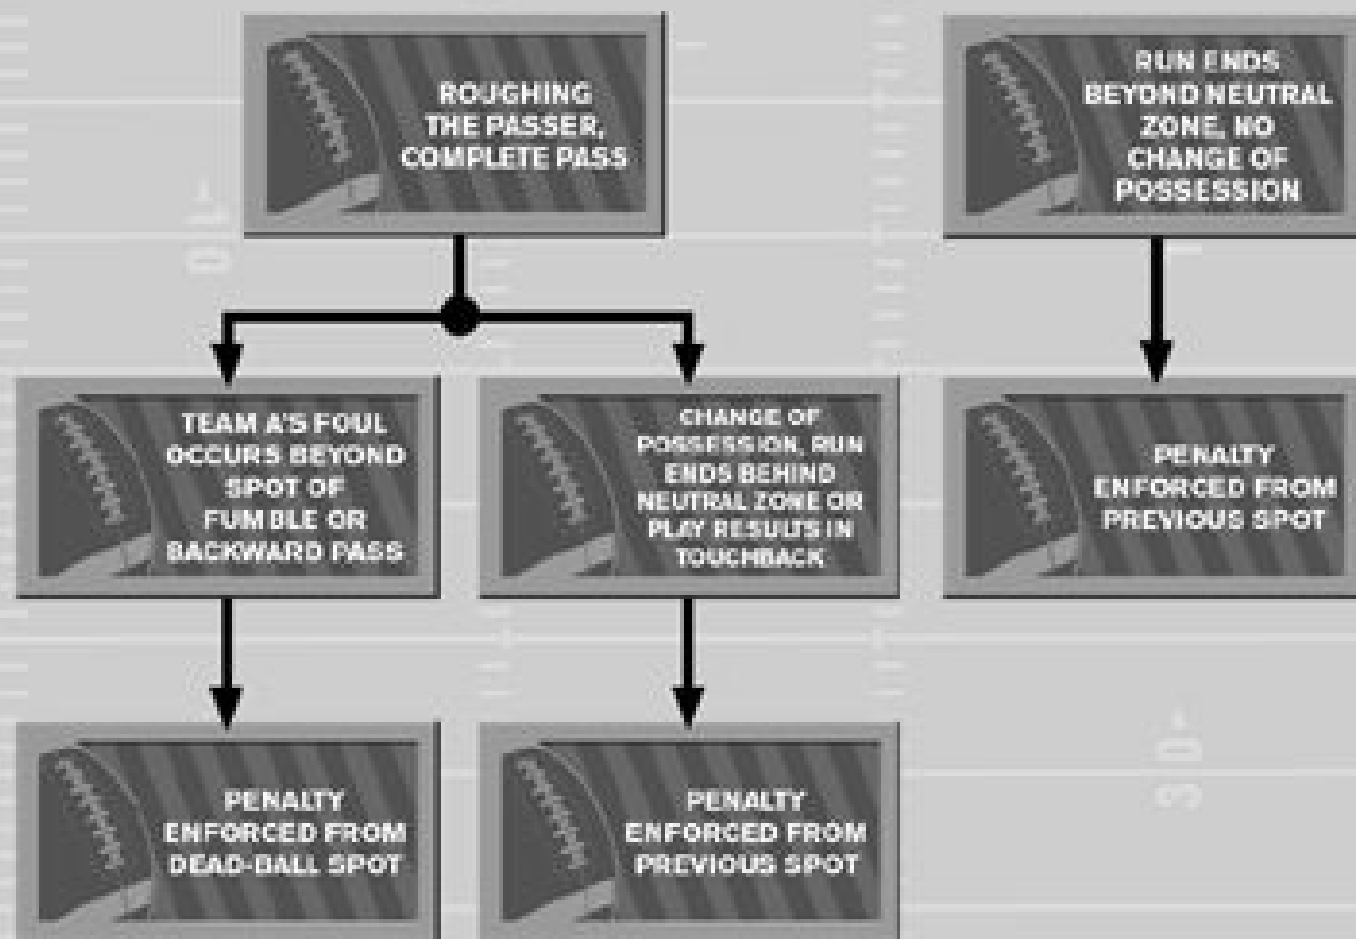 ROUGHING
THE PASSER,
COMPLETE PASS
RUN ENDS
BEYOND NEUTRAL
ZONE, NO
CHANGE OF
POSSESSION
TEAM A'S FOUL
OCCURS BEYOND
SPOT OF
FUMBLE OR
BACKWARD PASS
CHANGE OF
POSSESSION, RUN
ENDS BEHIND
NEUTRAL ZONE OR
PLAY RESULTS IN
TOUCHBACK
PENALTY
ENFORCED FROM
PREVIOUS SPOT
PENALTY
ENFORCED FROM
DEAD-BALL SPOT
PENALTY
ENFORCED FROM
PREVIOUS SPOT